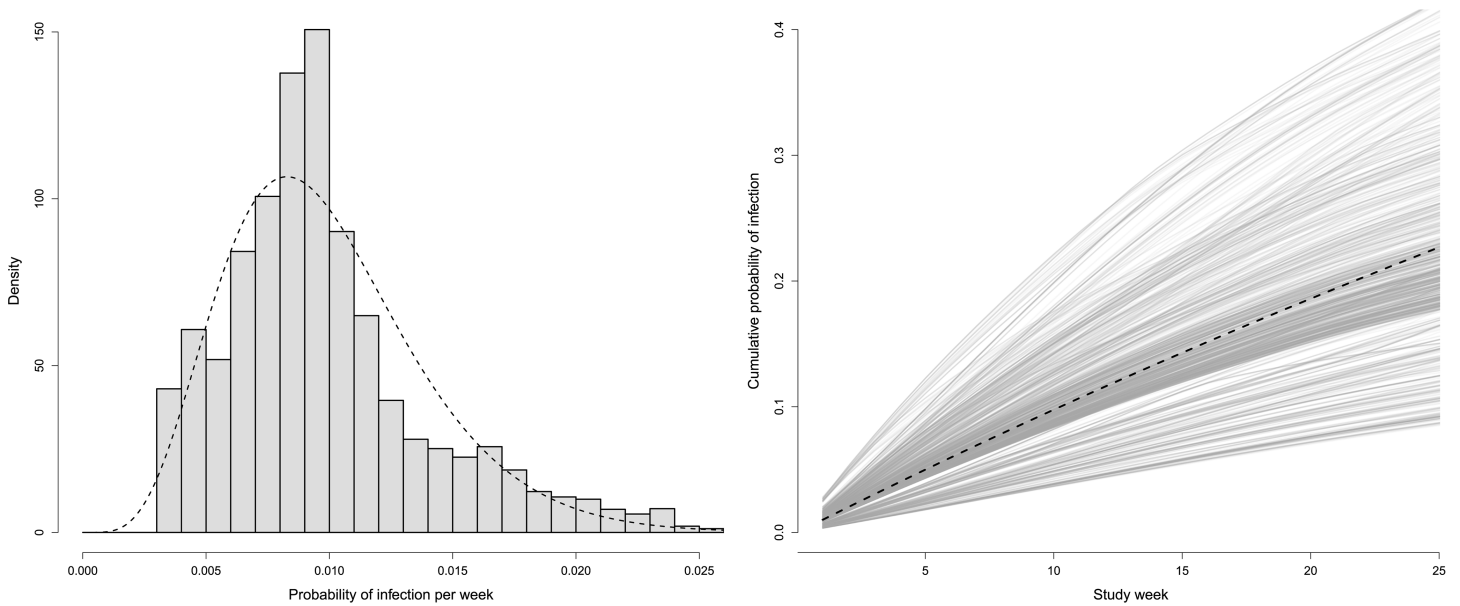 150
100
50
0
Density
0.000 0.005 0.010 0.015 0.020 0.025
Probability of infection per week
0.4
0.3
0.2
0.1
0.0
Cumulative probability of infection
5 10 15 20 25
Study week